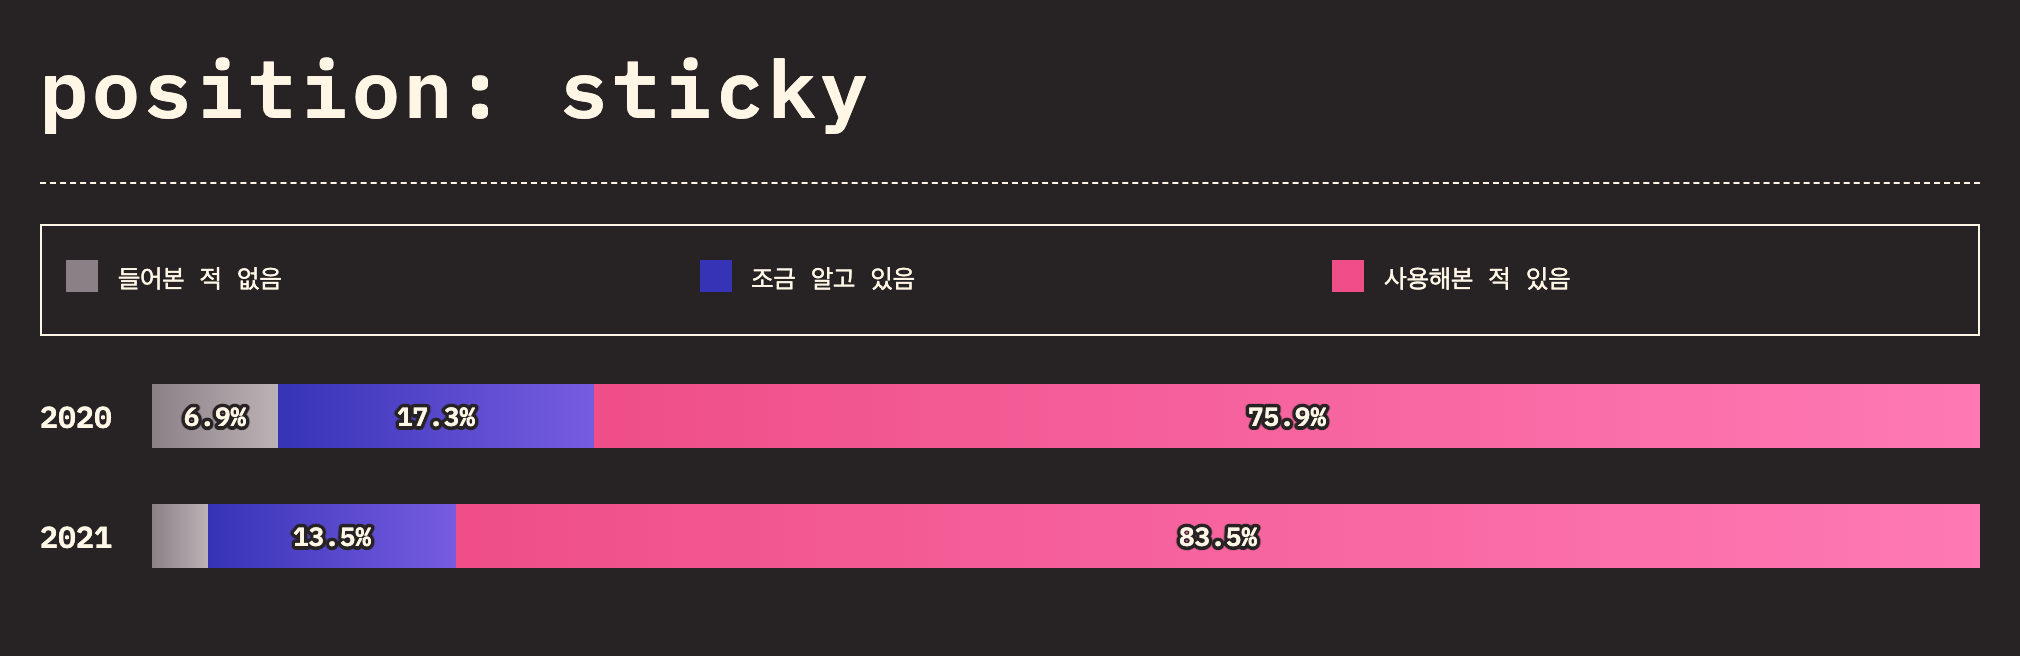 position: sticky
들어본 적 없음 조금 알고 있음 사용해본 적 있음
2020 6.9% 17.3% 75.9%
2021 13.5% 83.5%